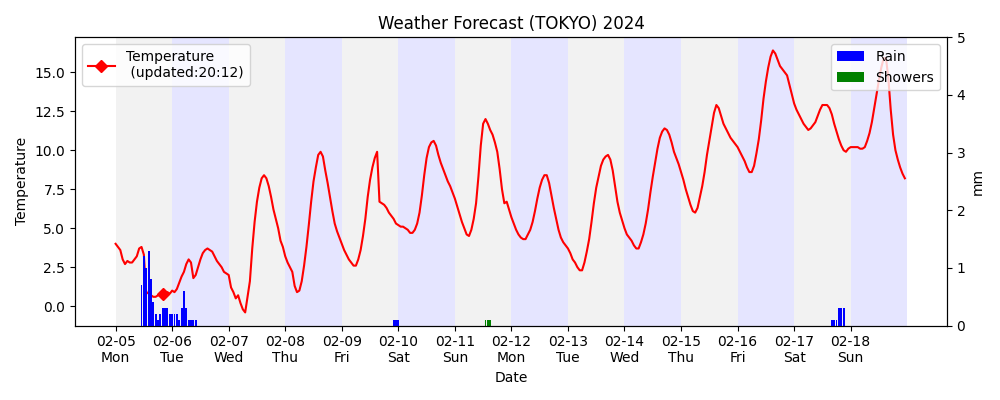 Weather Forecast (TOKYO) 2024
Temperature
(updated:20:12)
Rain
Showers
Temperature
15.0
12.5
10.0
7.5
5.0
2.5
0.0
5
4
3
2
1
0
mm
02-05 02-06 02-07 02-08 02-09 02-10 02-11 02-12 02-13 02-14 02-15 02-16 02-17 02-18
Mon Tue Wed Thu Fri Sat Sun Mon Tue Wed Thu Fri Sat Sun
Date